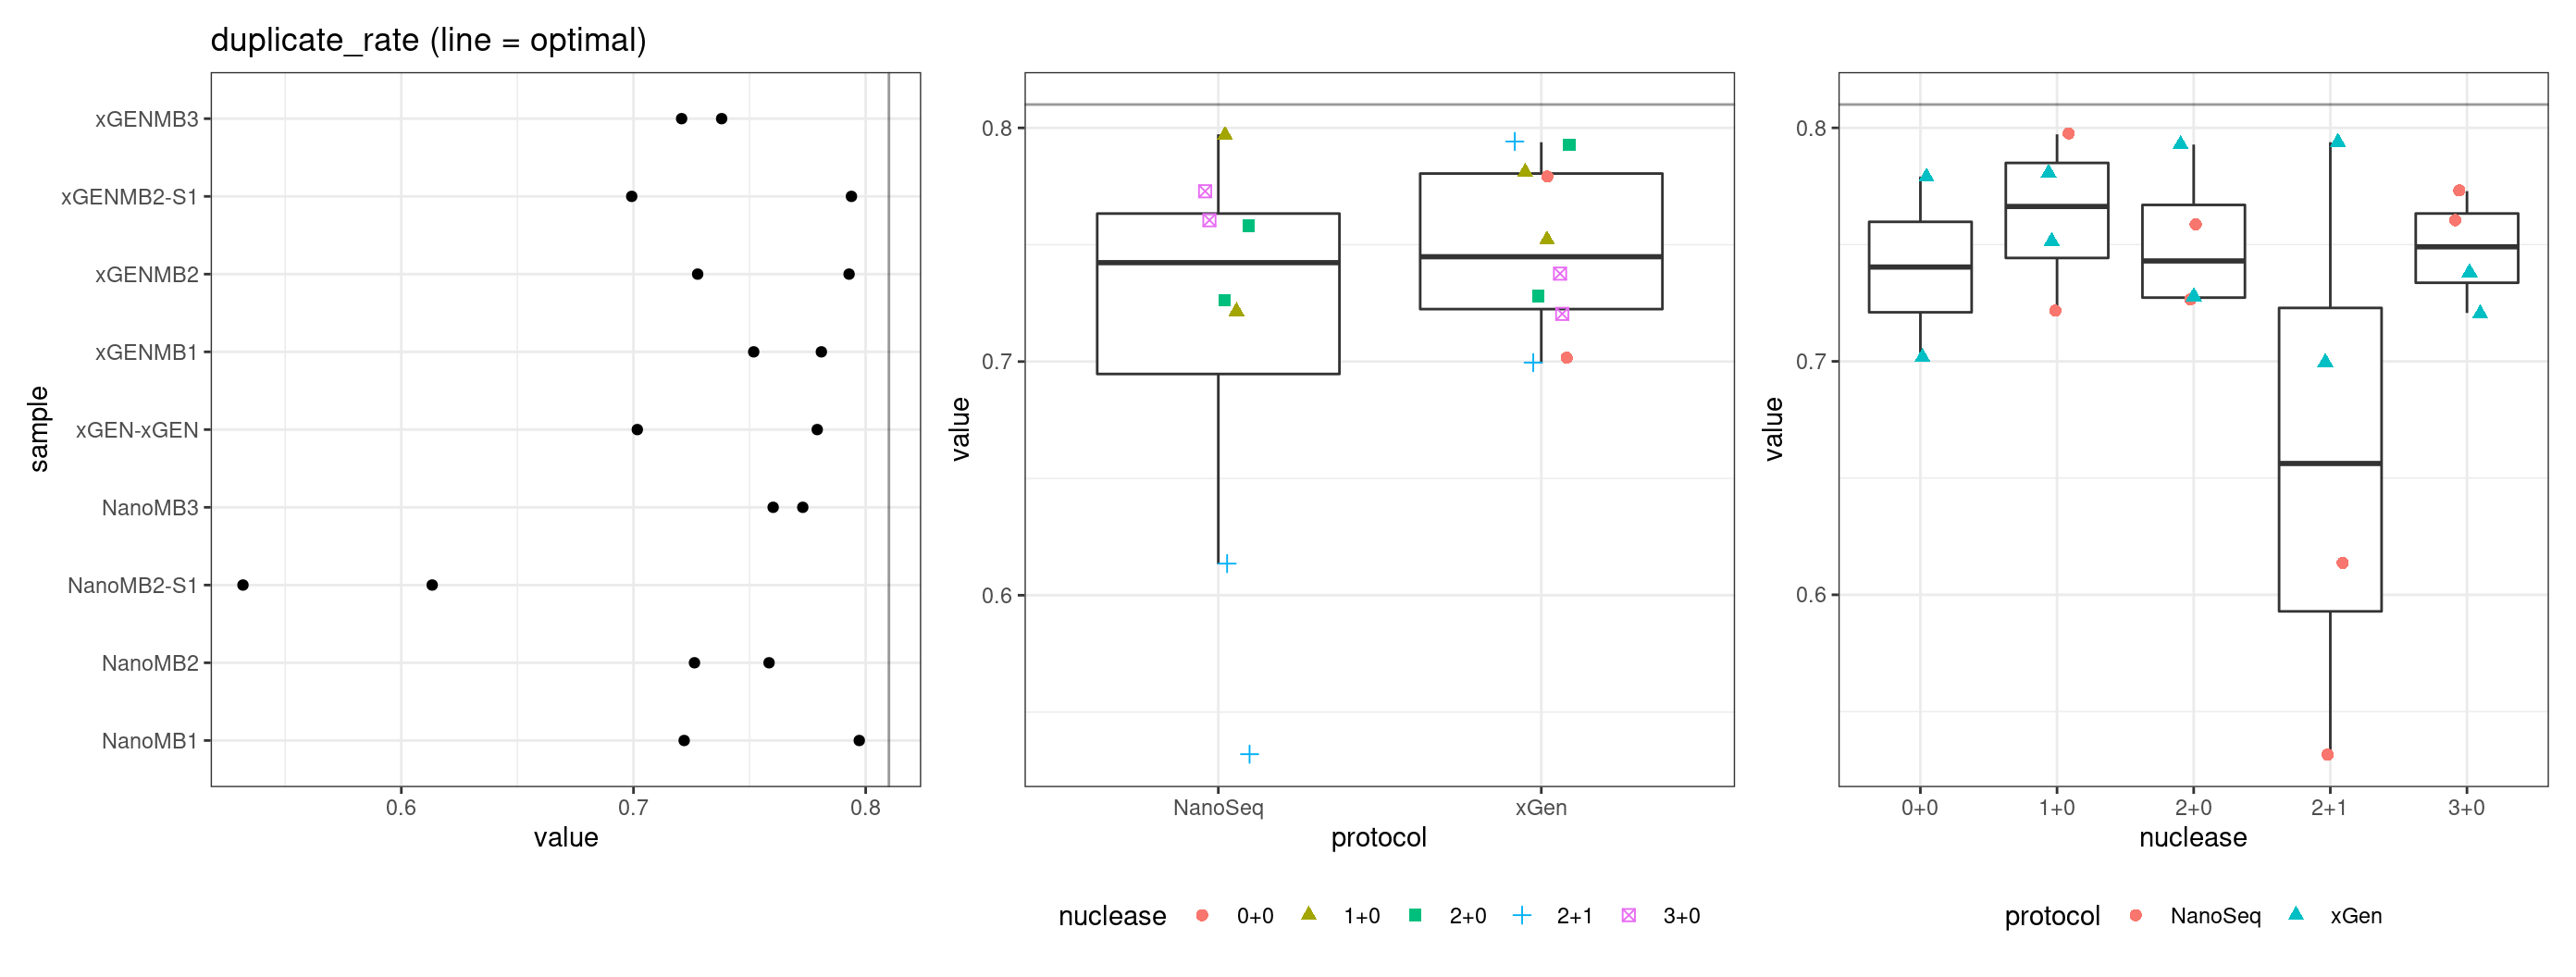 duplicate_rate (line = optimal)
sample
xGENMB3
xGENMB2-S1
xGENMB2
xGENMB1
xGEN-xGEN
NanoMB3
NanoMB2-S1
NanoMB2
NanoMB1
0.6 0.7 0.8
value
value
0.8
0.7
0.6
NanoSeq xGen
protocol
nuclease 0+0 1+0 2+0 2+1 3+0
value
0.8
0.7
0.6
0+0 1+0 2+0 2+1 3+0
nuclease
protocol NanoSeq xGen